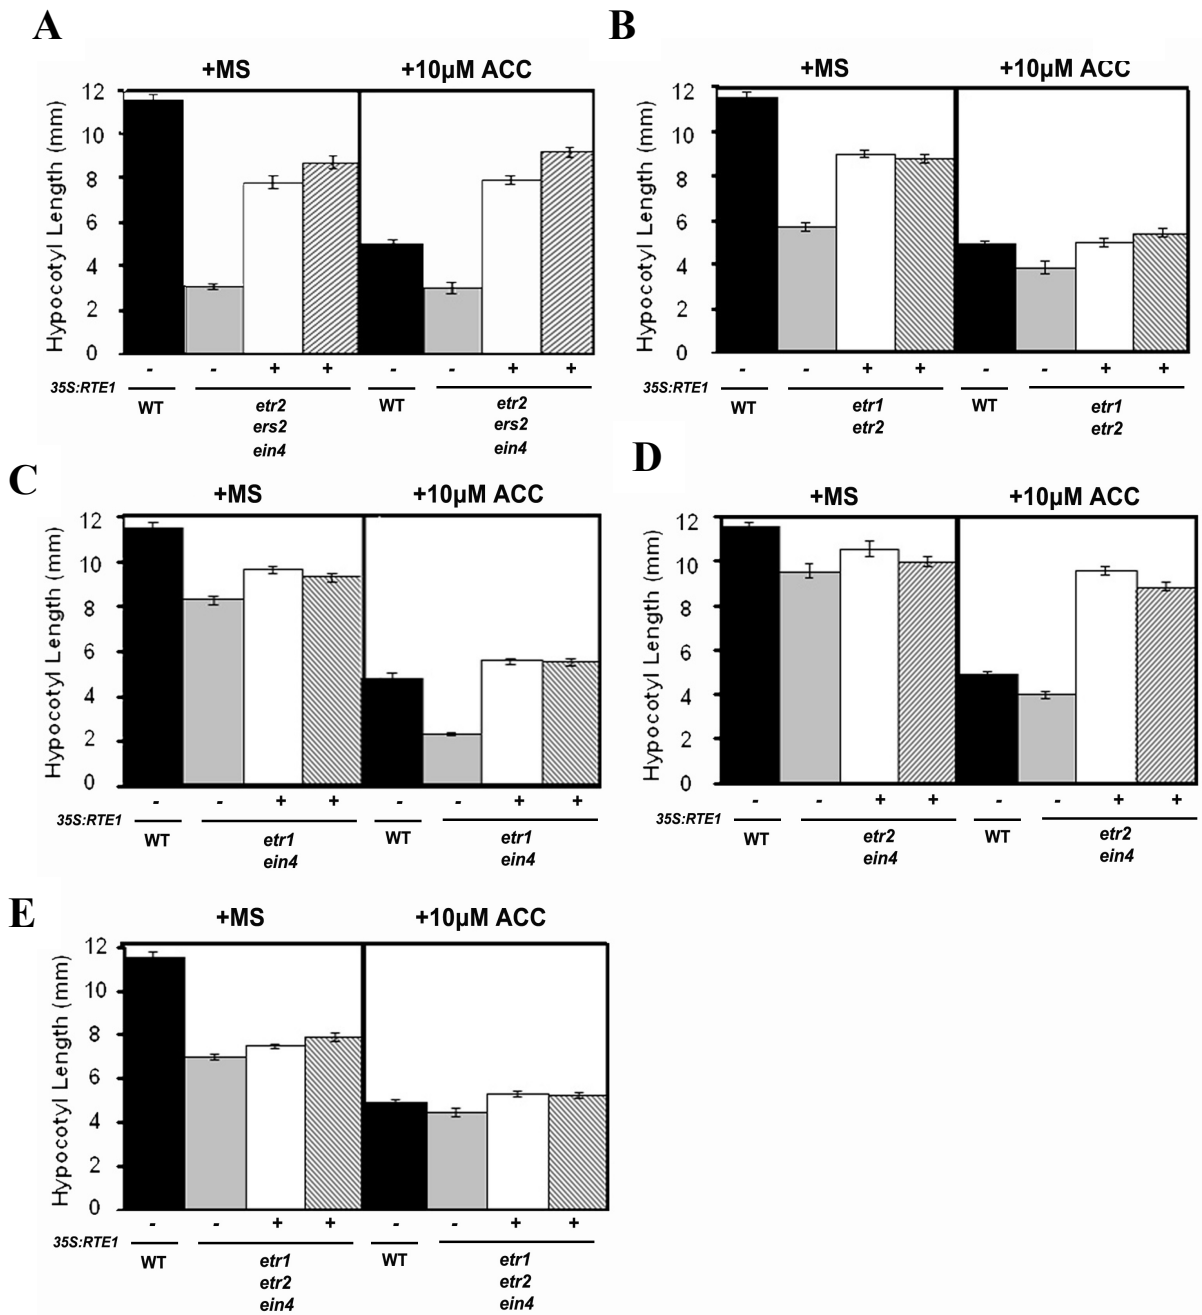 A
+MS +10µM ACC
Hypocotyl Length (mm)
12
10
8
6
4
2
0
- - + + - - + +
35S:RTE1
WT etr2 WT etr2
ers2 ers2
ein4 ein4
B
+MS +10µM ACC
Hypocotyl Length (mm)
12
10
8
6
4
2
0
- - + + - - + +
35S:RTE1
WT etr1 WT etr1
etr2 etr2
C
+MS +10µM ACC
Hypocotyl Length (mm)
12
10
8
6
4
2
0
- - + + - - + +
35S:RTE1
WT etr1 WT etr1
ein4 ein4
D
+MS +10µM ACC
Hypocotyl Length (mm)
12
10
8
6
4
2
0
- - + + - - + +
35S:RTE1
WT etr2 WT etr2
ein4 ein4
E
+MS +10µM ACC
Hypocotyl Length (mm)
12
10
8
6
4
2
0
- - + + - - + +
35S:RTE1
WT etr1 WT etr1
etr2 etr2
ein4 ein4